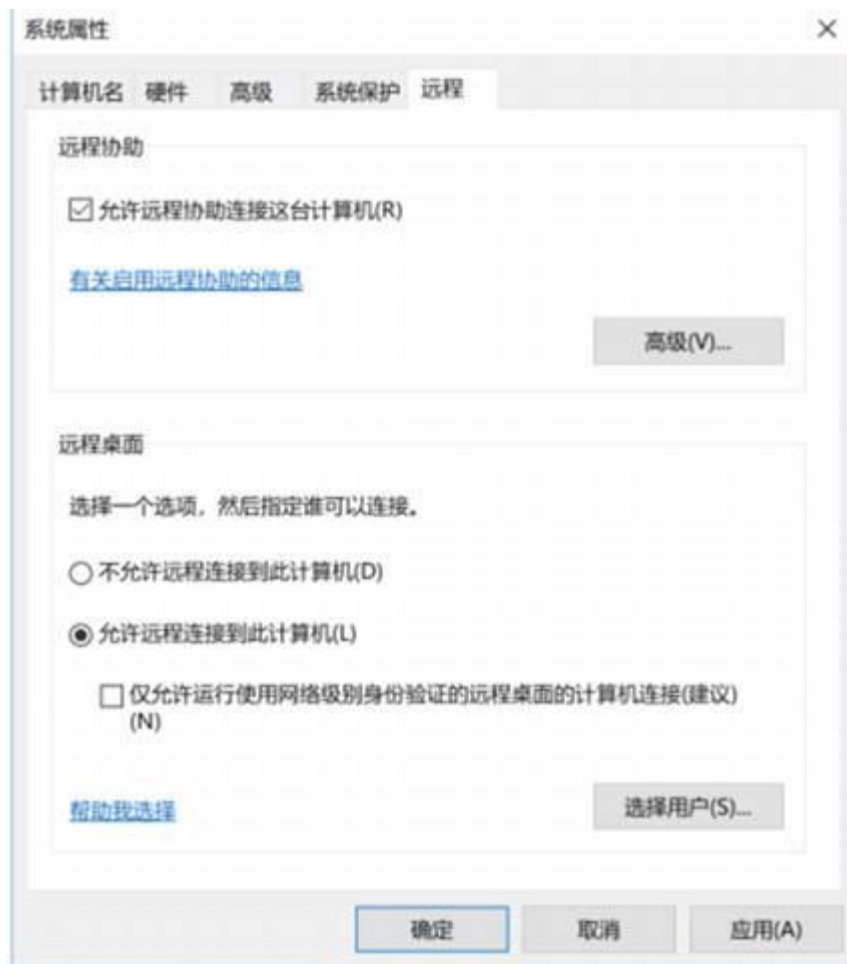 系统属性
计算机名 硬件 高级 系统保护 远程
远程协助
允许远程协助连接这台计算机(R)
有关启用远程协助的信息
高级(V)...
远程桌面
选择一个选项，然后指定谁可以连接。
不允许远程连接到此计算机(D)
允许远程连接到此计算机(L)
仅允许运行使用网络级别身份验证的远程桌面的计算机连接(建议)
(N)
帮助我选择 选择用户(S)...
确定 取消 应用(A)